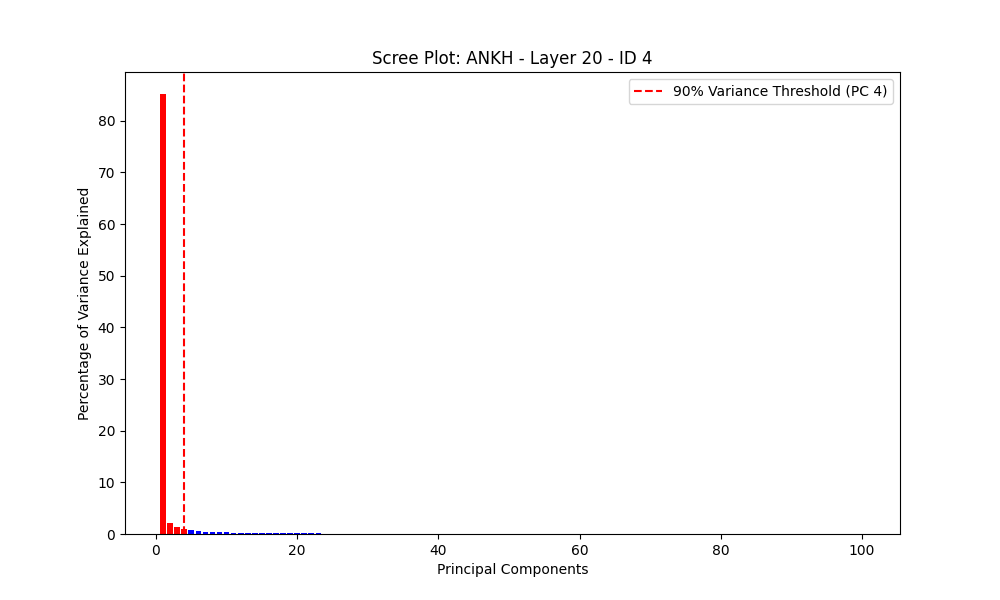 Scree Plot: ANKH - Layer 20 - ID 4
90% Variance Threshold (PC 4)
Percentage of Variance Explained
80
70
60
50
40
30
20
10
0
0 20 40 60 80 100
Principal Components